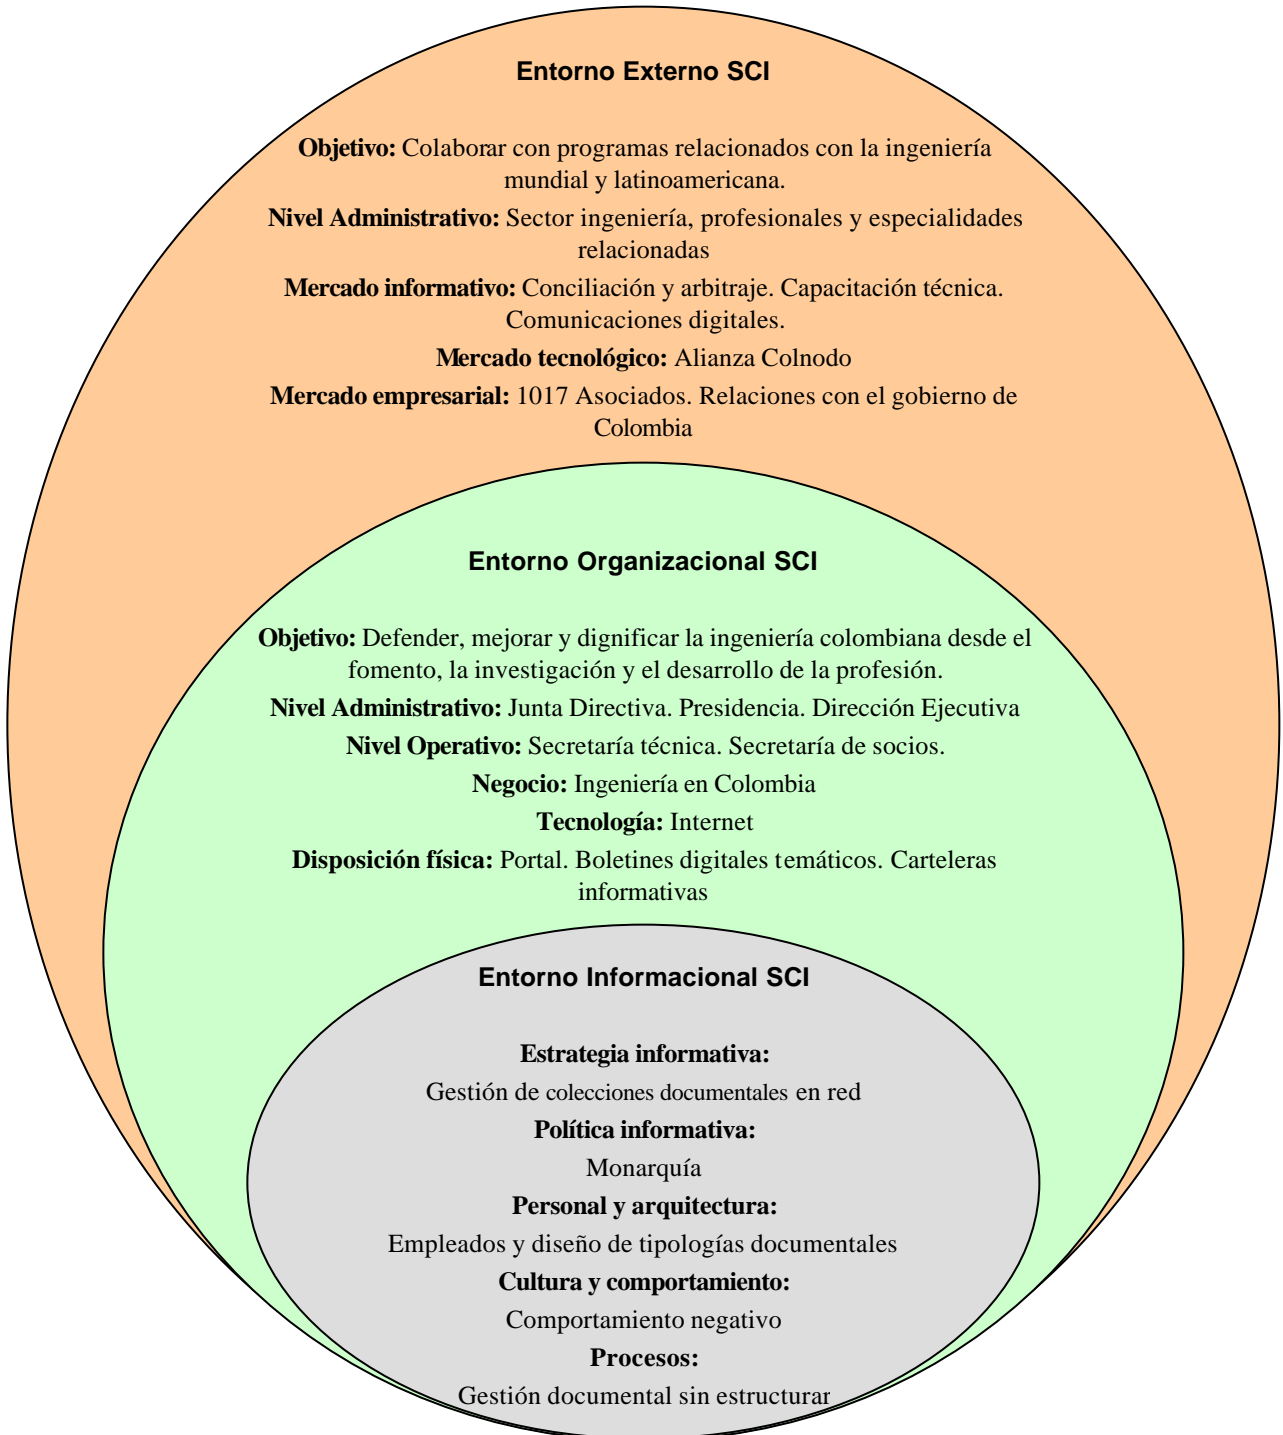 Entorno Externo SCI
Objetivo: Colaborar con programas relacionados con la ingeniería
mundial y latinoamericana.
Nivel Administrativo: Sector ingeniería, profesionales y especialidades
relacionadas
Mercado informativo: Conciliación y arbitraje. Capacitación técnica.
Comunicaciones digitales.
Mercado tecnológico: Alianza Colnodo
Mercado empresarial: 1017 Asociados. Relaciones con el gobierno de
Colombia
Entorno Organizacional SCI
Objetivo: Defender, mejorar y dignificar la ingeniería colombiana desde el
fomento, la investigación y el desarrollo de la profesión.
Nivel Administrativo: Junta Directiva. Presidencia. Dirección Ejecutiva
Nivel Operativo: Secretaría técnica. Secretaría de socios.
Negocio: Ingeniería en Colombia
Tecnología: Internet
Disposición física: Portal. Boletines digitales temáticos. Carteleras
informativas
Entorno Informacional SCI
Estrategia informativa:
Gestión de colecciones documentales en red
Política informativa:
Monarquía
Personal y arquitectura:
Empleados y diseño de tipologías documentales
Cultura y comportamiento:
Comportamiento negativo
Procesos:
Gestión documental sin estructurar